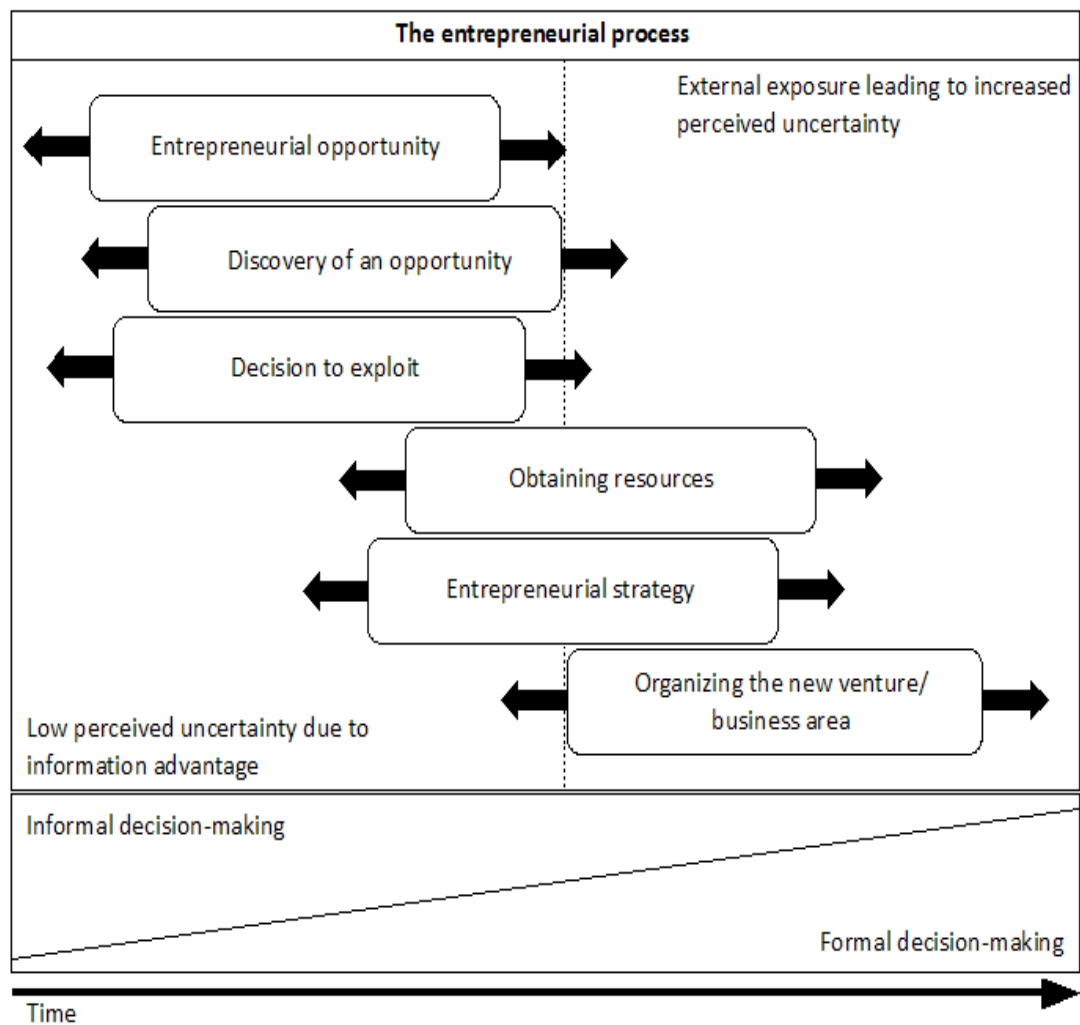 The entrepreneurial process
External exposure leading to increased
perceived uncertainty
Entrepreneurial opportunity
Discovery of an opportunity
Decision to exploit
Obtaining resources
Entrepreneurial strategy
Organizing the new venture/
business area
Low perceived uncertainty due to
information advantage
Informal decision-making
Formal decision-making
Time